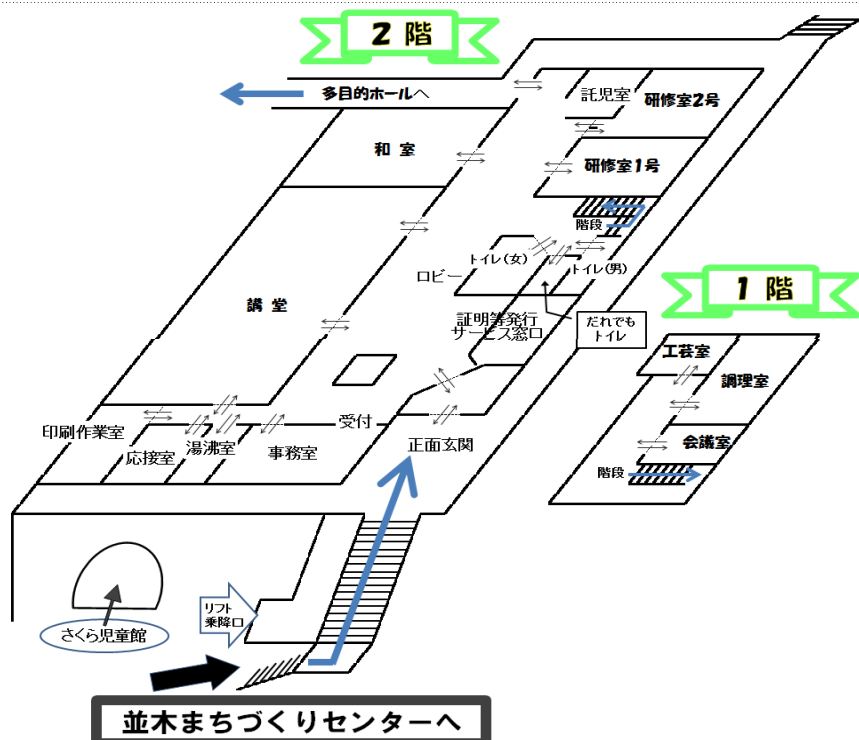 2 階
多目的ホールへ
託児室
研修室2号
和 室
研修室1号
階段
トイレ(女)
トイレ(男)
ロビー
講 堂
証明等発行
サービス窓口
だれでも
トイレ
受付
印刷作業室
湯沸室
応接室
事務室
正面玄関
1 階
工芸室
調理室
会議室
階段
リフト
乗降口
さくら児童館
並木まちづくりセンターへ